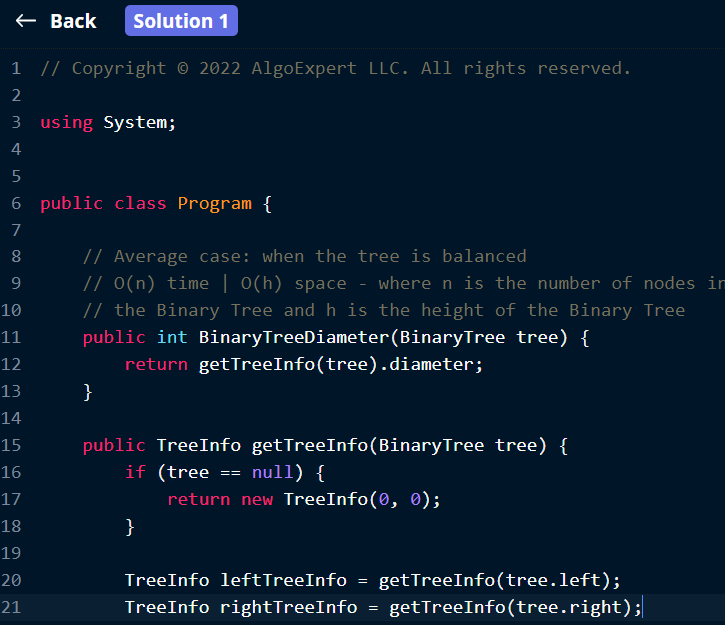 ← Back Solution 1
1 // Copyright © 2022 AlgoExpert LLC. All rights reserved.
2
3 using System;
4
5
6 public class Program {
7
8 // Average case: when the tree is balanced
9 // O(n) time | O(h) space - where n is the number of nodes in
10 // the Binary Tree and h is the height of the Binary Tree
11 public int BinaryTreeDiameter(BinaryTree tree) {
12 return getTreeInfo(tree).diameter;
13 }
14
15 public TreeInfo getTreeInfo(BinaryTree tree) {
16 if (tree == null) {
17 return new TreeInfo(0, 0);
18 }
19
20 TreeInfo leftTreeInfo = getTreeInfo(tree.left);
21 TreeInfo rightTreeInfo = getTreeInfo(tree.right);